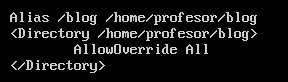 Alias /blog /home/profesor/blog
<Directory /home/profesor/blog>
        AllowOverride All
</Directory>